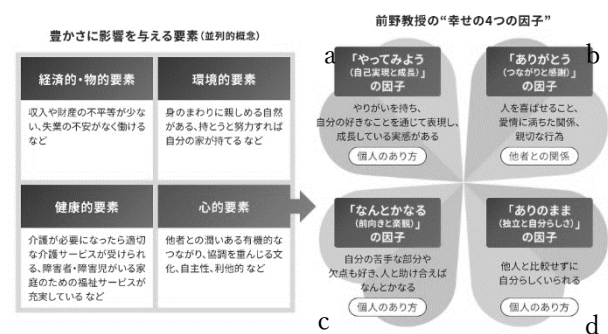 豊かさに影響を与える要素(並列的概念)
経済的・物的要素
収入や財産の不平等が少な
い、失業の不安がなく働ける
など
環境的要素
身のまわりに親しめる自然
がある、持とうと努力すれば
自分の家が持てる など
健康的要素
介護が必要になったら適切
な介護サービスが受けられ
る、障害者・障害児がいる家
庭のための福祉サービスが
充実している など
心的要素
他者との潤いある有機的な
つながり、協調を重んじる文
化、自主性、利他的 など
前野教授の“幸せの4つの因子”
a
「やってみよう
(自己実現と成長)」
の因子
やりがいを持ち、
自分の好きなことを通じて表現し、
成長している実感がある
個人のあり方
b
「ありがとう
(つながりと感謝)」
の因子
人を喜ばせること、
愛情に満ちた関係、
親切な行為
他者との関係
「なんとかなる
(前向きと楽観)」
の因子
自分の苦手な部分や
欠点も好き、人と助け合えば
なんとかなる
個人のあり方
c
「ありのまま
(独立と自分らしさ)」
の因子
他人と比較せずに
自分らしくいられる
個人のあり方
d